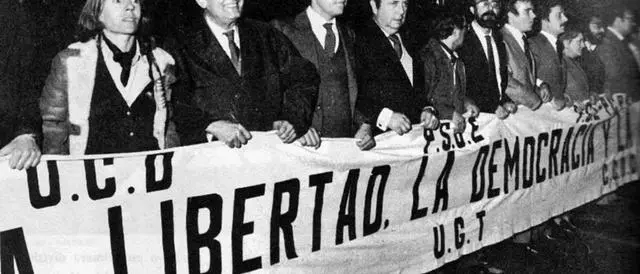 U.C.D P.S.O.E
A LIBERTAD. LA DEMOCRACIA Y L
U.G.T